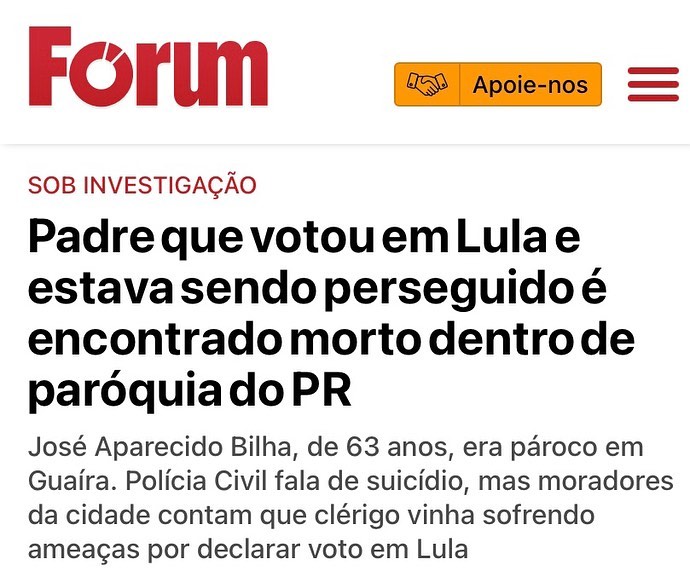 Fórum
Apoie-nos
SOB INVESTIGAÇÃO
Padre que votou em Lula e
estava sendo perseguido é
encontrado morto dentro de
paróquia do PR
José Aparecido Bilha, de 63 anos, era pároco em
Guaíra. Polícia Civil fala de suicídio, mas moradores
da cidade contam que clérigo vinha sofrendo
ameaças por declarar voto em Lula